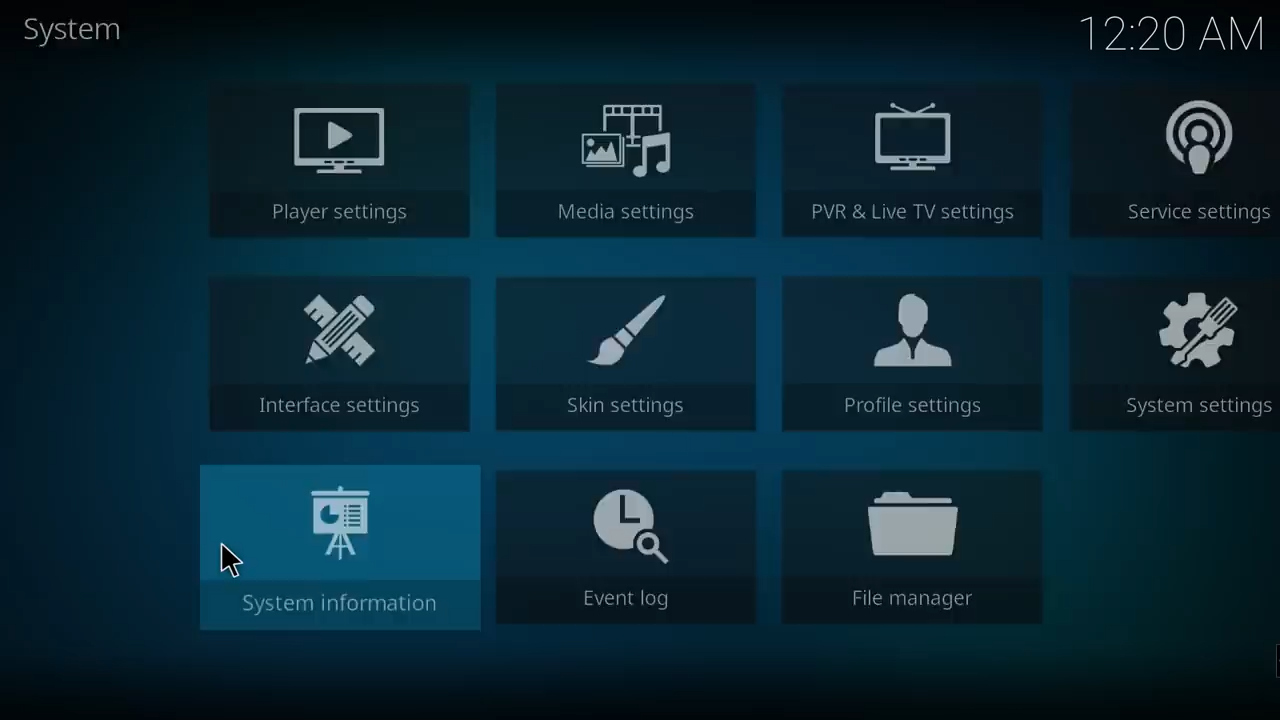 System
12:20 AM
Player settings
Media settings
PVR & Live TV settings
Service settings
Interface settings
Skin settings
Profile settings
System settings
System information
Event log
File manager